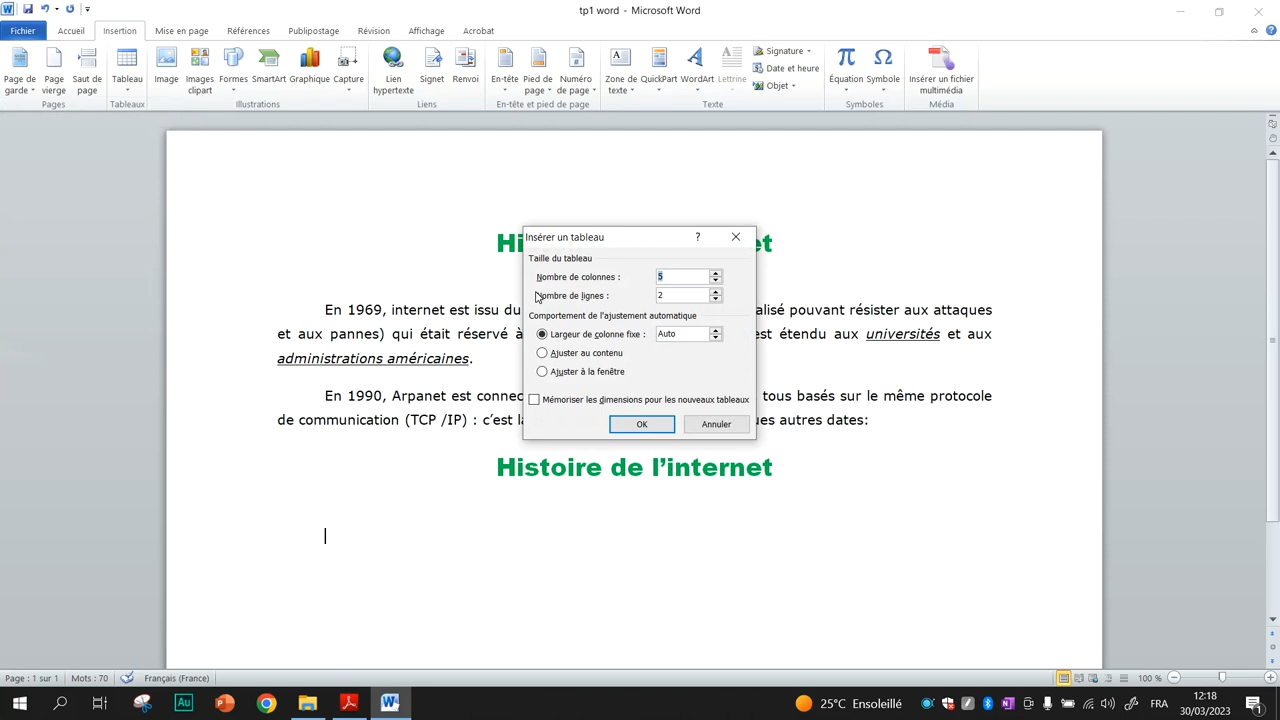 tp1 word - Microsoft Word
Fichier Accueil Insertion Mise en page Références Publipostage Révision Affichage Acrobat
Page de garde Page vierge Saut de page Tableau Image Images clipart Formes SmartArt Graphique Capture Lien hypertexte Signet Renvoi En-tête Pied de page Numéro de page Zone de texte QuickPart WordArt Lettrine Signature Date et heure Objet Équation Symbole Insérer un fichier multimédia
Pages Tableaux Illustrations Liens En-tête et pied de page Texte Symboles Média
Hi et
Insérer un tableau ?
Taille du tableau
Nombre de colonnes : 5
Nombre de lignes : 2
Comportement de l'ajustement automatique
Largeur de colonne fixe : Auto
Ajuster au contenu
Ajuster à la fenêtre
Mémoriser les dimensions pour les nouveaux tableaux
OK Annuler
En 1969, internet est issu du alisé pouvant résister aux attaques
et aux pannes) qui était réservé à est étendu aux universités et aux
administrations américaines.
En 1990, Arpanet est connec tous basés sur le même protocole
de communication (TCP /IP) : c'est la ues autres dates:
Histoire de l'internet
Page : 1 sur 1 Mots : 70 Français (France) 100 %
Au 25°C Ensoleillé FRA 12:18
30/03/2023